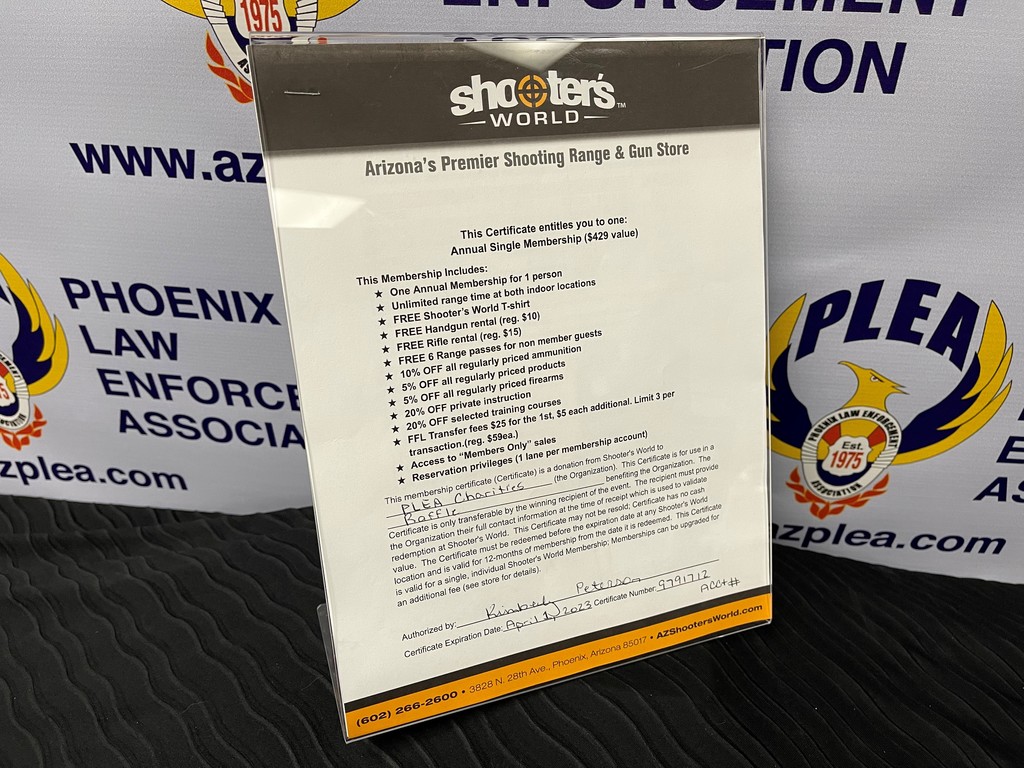 1975
ENFORCEMENT
ASSOCIATION
www.az
PHOENIX
LAW
ENFORCE
ASSOCIA
1975
azplea.com
shooter's
WORLD
TM
Arizona's Premier Shooting Range & Gun Store
This Certificate entitles you to one:
Annual Single Membership ($429 value)
This Membership Includes:
★ One Annual Membership for 1 person
★ Unlimited range time at both indoor locations
★ FREE Shooter's World T-shirt
★ FREE Handgun rental (reg. $10)
★ FREE Rifle rental (reg. $15)
★ FREE 6 Range passes for non member guests
★ 10% OFF all regularly priced ammunition
★ 5% OFF all regularly priced products
★ 5% OFF all regularly priced firearms
★ 20% OFF private instruction
★ 20% OFF selected training courses
★ FFL Transfer fees $25 for the 1st, $5 each additional. Limit 3 per
transaction.(reg. $59ea.)
★ Access to "Members Only" sales
★ Reservation privileges (1 lane per membership account)
This membership certificate (Certificate) is a donation from Shooter's World to
PLEA Charities (the Organization). This Certificate is for use in a
Raffle benefiting the Organization. The
Certificate is only transferable by the winning recipient of the event. The recipient must provide
the Organization their full contact information at the time of receipt which is used to validate
redemption at Shooter's World. This Certificate may not be resold; Certificate has no cash
value. The Certificate must be redeemed before the expiration date at any Shooter's World
location and is valid for 12-months of membership from the date it is redeemed. This Certificate
is valid for a single, individual Shooter's World Membership; Memberships can be upgraded for
an additional fee (see store for details).
Authorized by: Kimberly Peterson
Certificate Expiration Date: April 1, 2023 Certificate Number: 9791712
ACCT#
(602) 266-2600 • 3828 N. 28th Ave., Phoenix, Arizona 85017 • AZShootersWorld.com
PLEA
PHOENIX LAW ENFORCEMENT
Est.
1975
ASSOCIATION
azplea.com